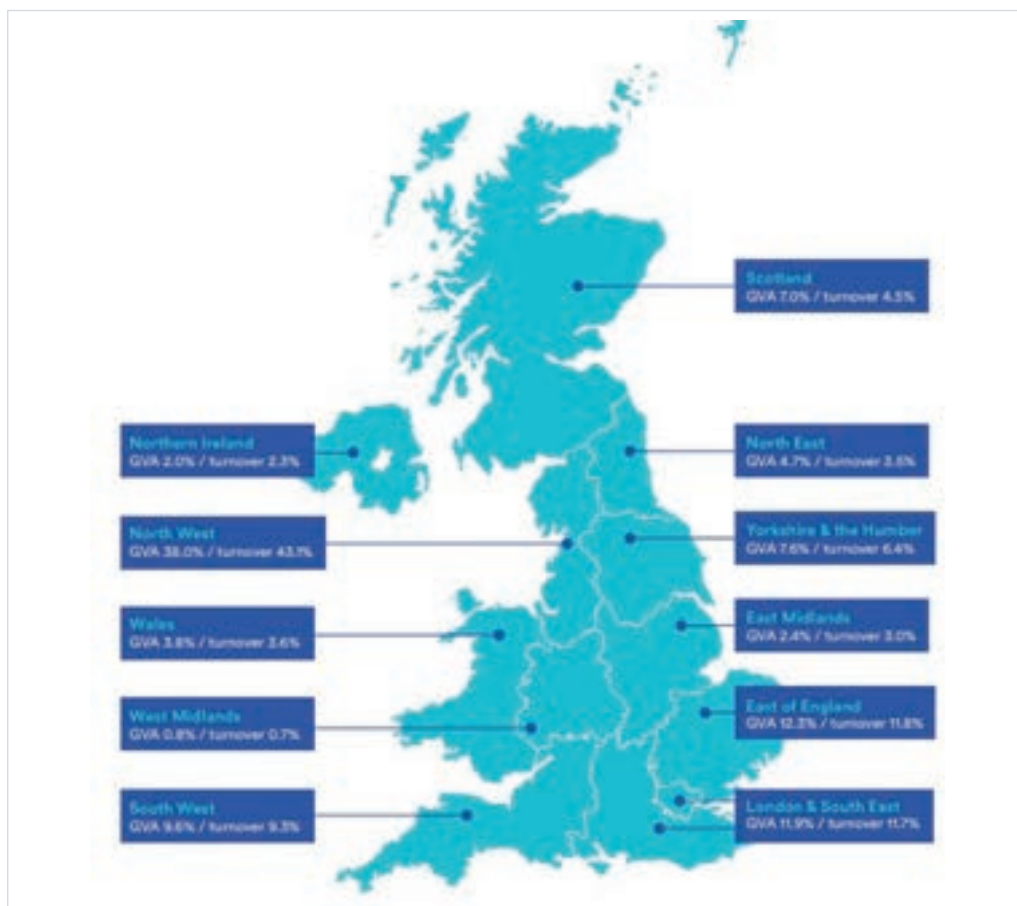 Scotland
GVA 7.0% / turnover 4.5%
Northern Ireland
GVA 2.0% / turnover 2.3%
North East
GVA 4.7% / turnover 3.5%
North West
GVA 38.0% / turnover 43.1%
Yorkshire & the Humber
GVA 7.6% / turnover 6.4%
Wales
GVA 3.8% / turnover 3.6%
East Midlands
GVA 2.4% / turnover 3.0%
West Midlands
GVA 0.8% / turnover 0.7%
East of England
GVA 12.3% / turnover 11.8%
South West
GVA 9.6% / turnover 9.3%
London & South East
GVA 11.9% / turnover 11.7%